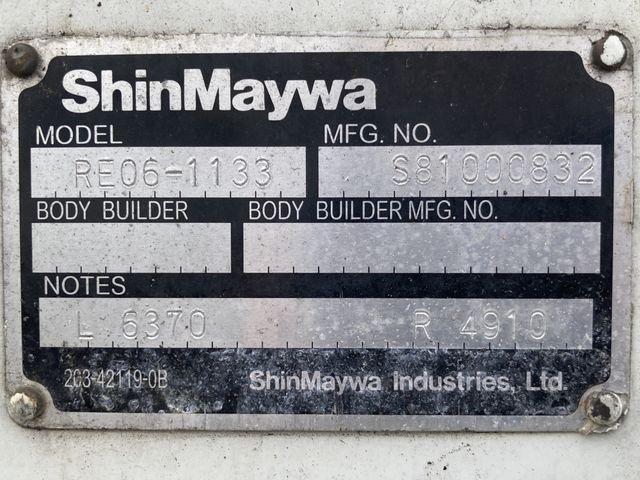 ShinMaywa
MODEL MFG. NO.
RE06-1133 S81000832
BODY BUILDER BODY BUILDER MFG. NO.
NOTES
L 6370 R 4910
2C3-42119-0B ShinMaywa Industries, Ltd.